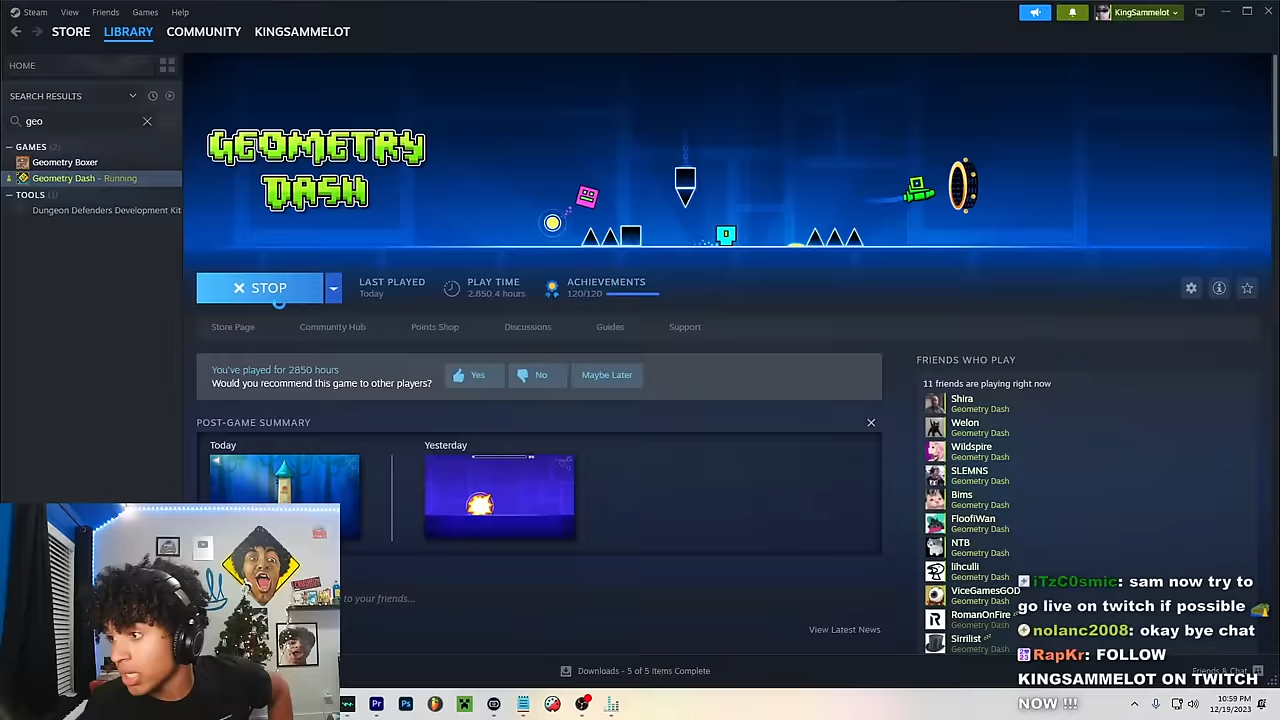 Steam View Friends Games Help
KingSammelot
STORE LIBRARY COMMUNITY KINGSAMMELOT
HOME
SEARCH RESULTS
geo
GAMES (2)
Geometry Boxer
Geometry Dash - Running
TOOLS (1)
Dungeon Defenders Development Kit
GEOMETRY
DASH
STOP
LAST PLAYED
Today
PLAY TIME
2,850.4 hours
ACHIEVEMENTS
120/120
Store Page Community Hub Points Shop Discussions Guides Support
You've played for 2850 hours
Would you recommend this game to other players?
Yes No Maybe Later
POST-GAME SUMMARY
Today
Yesterday
to your friends...
View Latest News
FRIENDS WHO PLAY
11 friends are playing right now
Shira
Geometry Dash
Welon
Geometry Dash
Wildspire
Geometry Dash
SLEMNS
Geometry Dash
Bims
Geometry Dash
FloofiWan
Geometry Dash
NTB
Geometry Dash
lihculli
Geometry Dash
ViceGamesGOD
Geometry Dash
RomanOnFire
Geometry Dash
Sirrilist
Geometry Dash
iTzC0smic: sam now try to
go live on twitch if possible
nolanc2008: okay bye chat
RapKr: FOLLOW
KINGSAMMELOT ON TWITCH
NOW !!!
Downloads - 5 of 5 Items Complete
Friends & Chat
Pr Ps
10:59 PM
12/19/2023